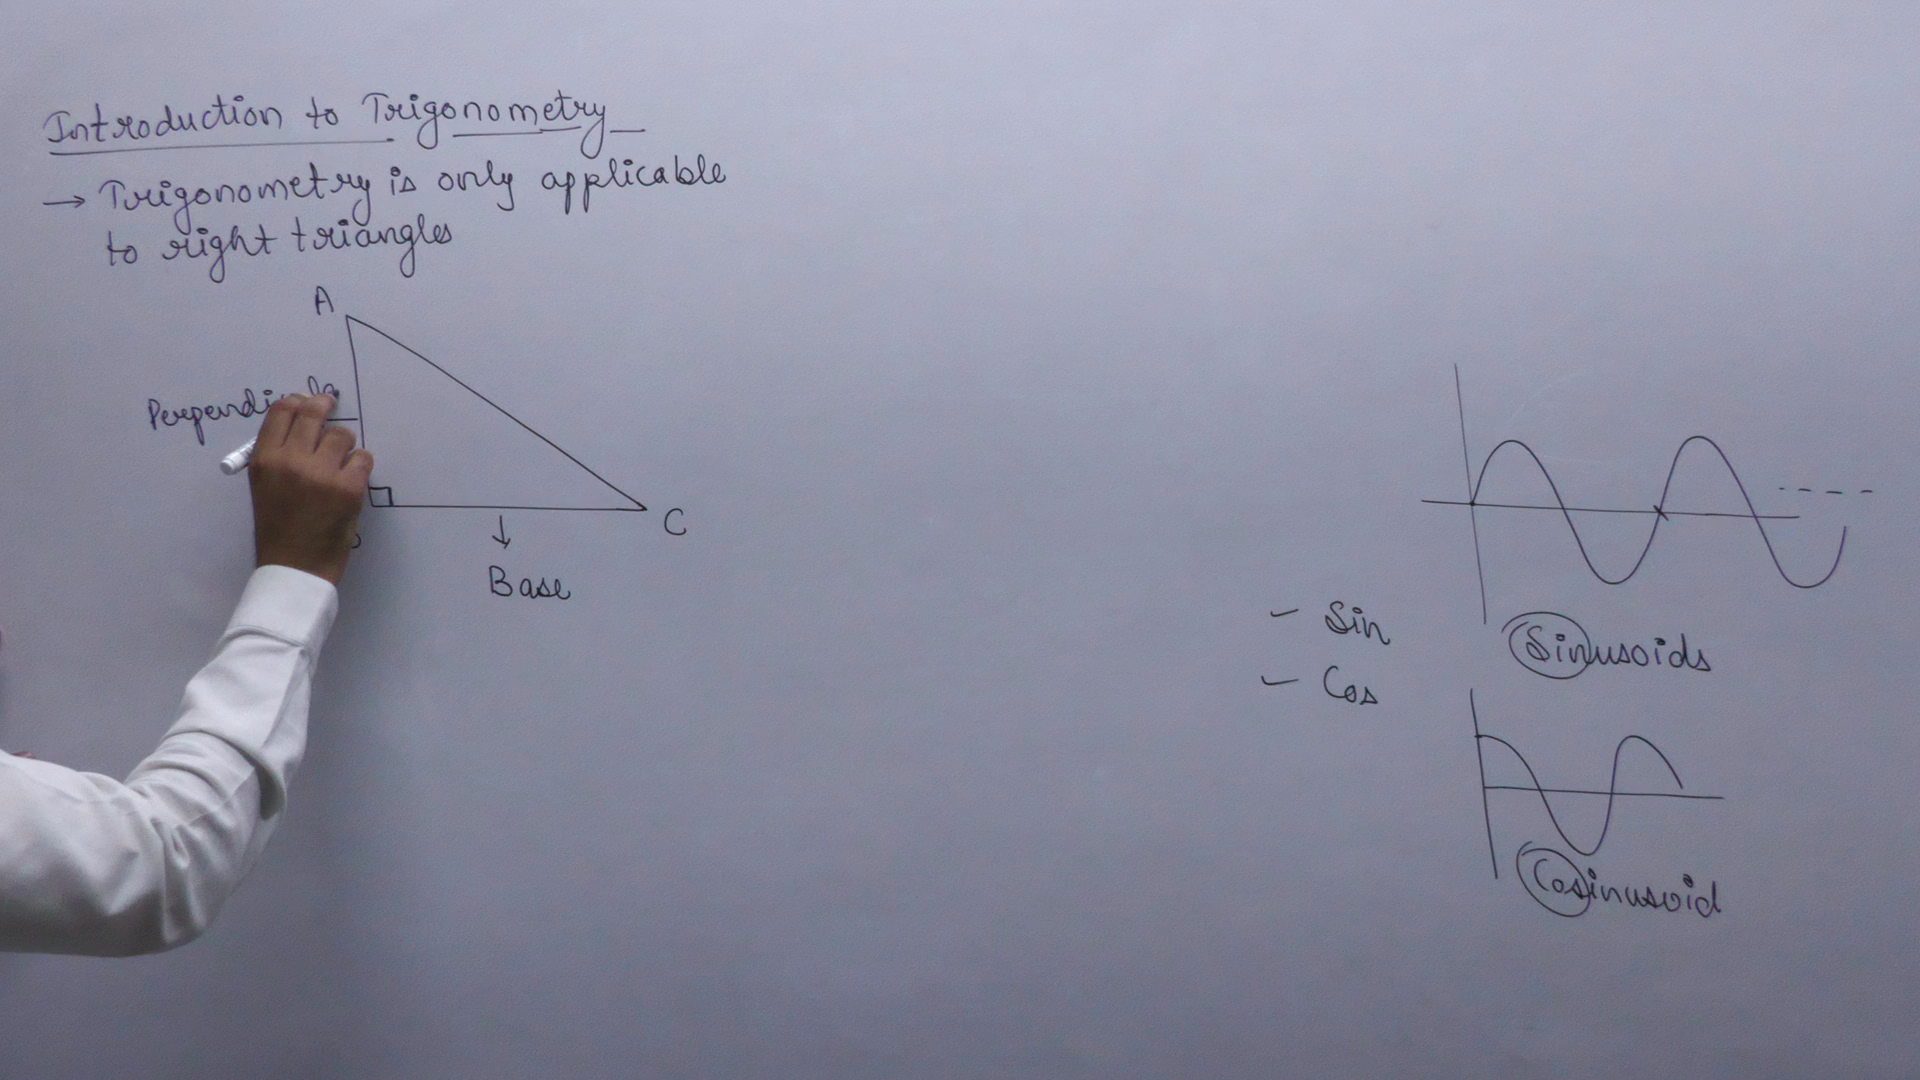 Introduction to Trigonometry
→ Trigonometry is only applicable
to right triangles
A
C
Base
- Sin
- Cos
Sinusoids
Cosinusoid